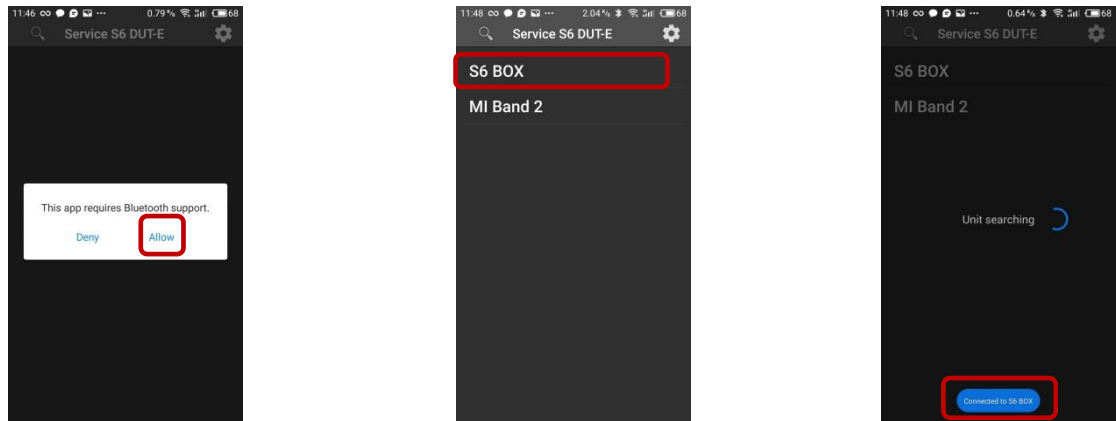 11:46 ... 0.79 % 68
Service S6 DUT-E
This app requires Bluetooth support.
Deny Allow
11:48 ... 2.04 % 68
Service S6 DUT-E
S6 BOX
MI Band 2
11:48 ... 0.64 % 68
Service S6 DUT-E
S6 BOX
MI Band 2
Unit searching
Connected to S6 BOX